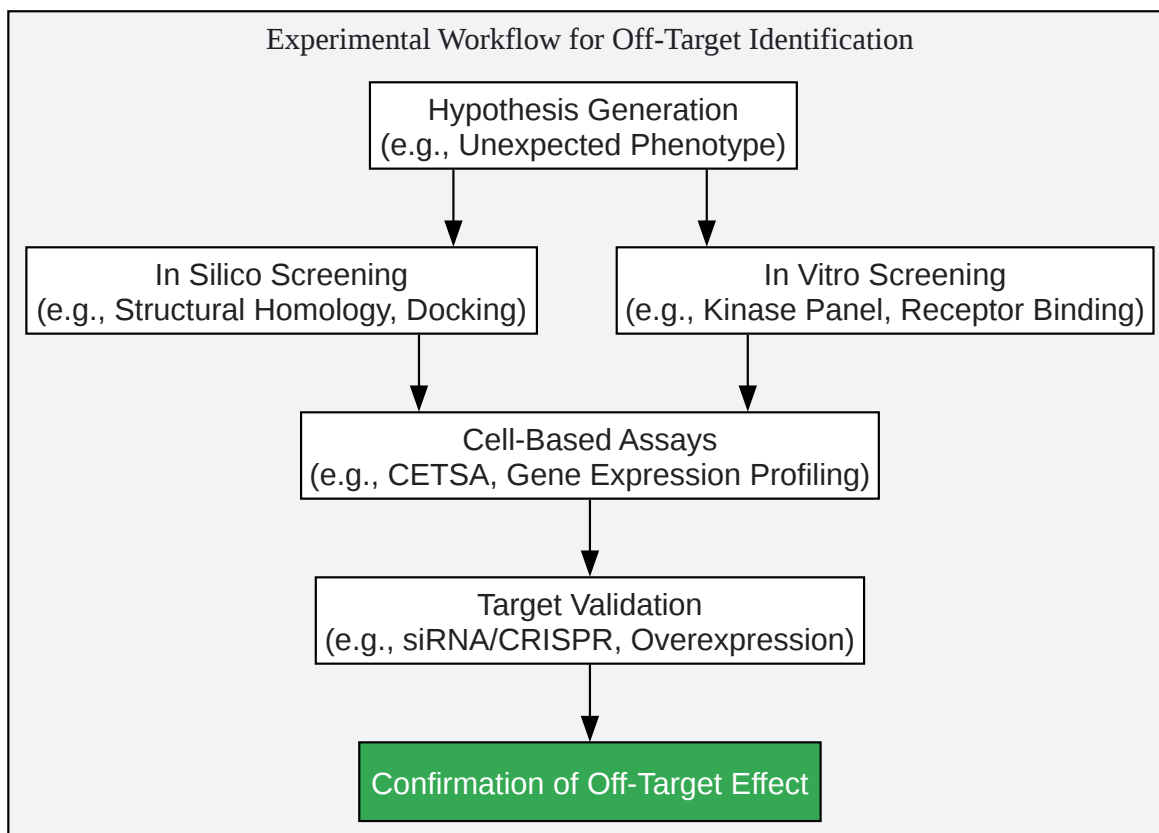 Experimental Workflow for Off-Target Identification
Hypothesis Generation
(e.g., Unexpected Phenotype)
In Silico Screening
(e.g., Structural Homology, Docking)
In Vitro Screening
(e.g., Kinase Panel, Receptor Binding)
Cell-Based Assays
(e.g., CETSA, Gene Expression Profiling)
Target Validation
(e.g., siRNA/CRISPR, Overexpression)
Confirmation of Off-Target Effect